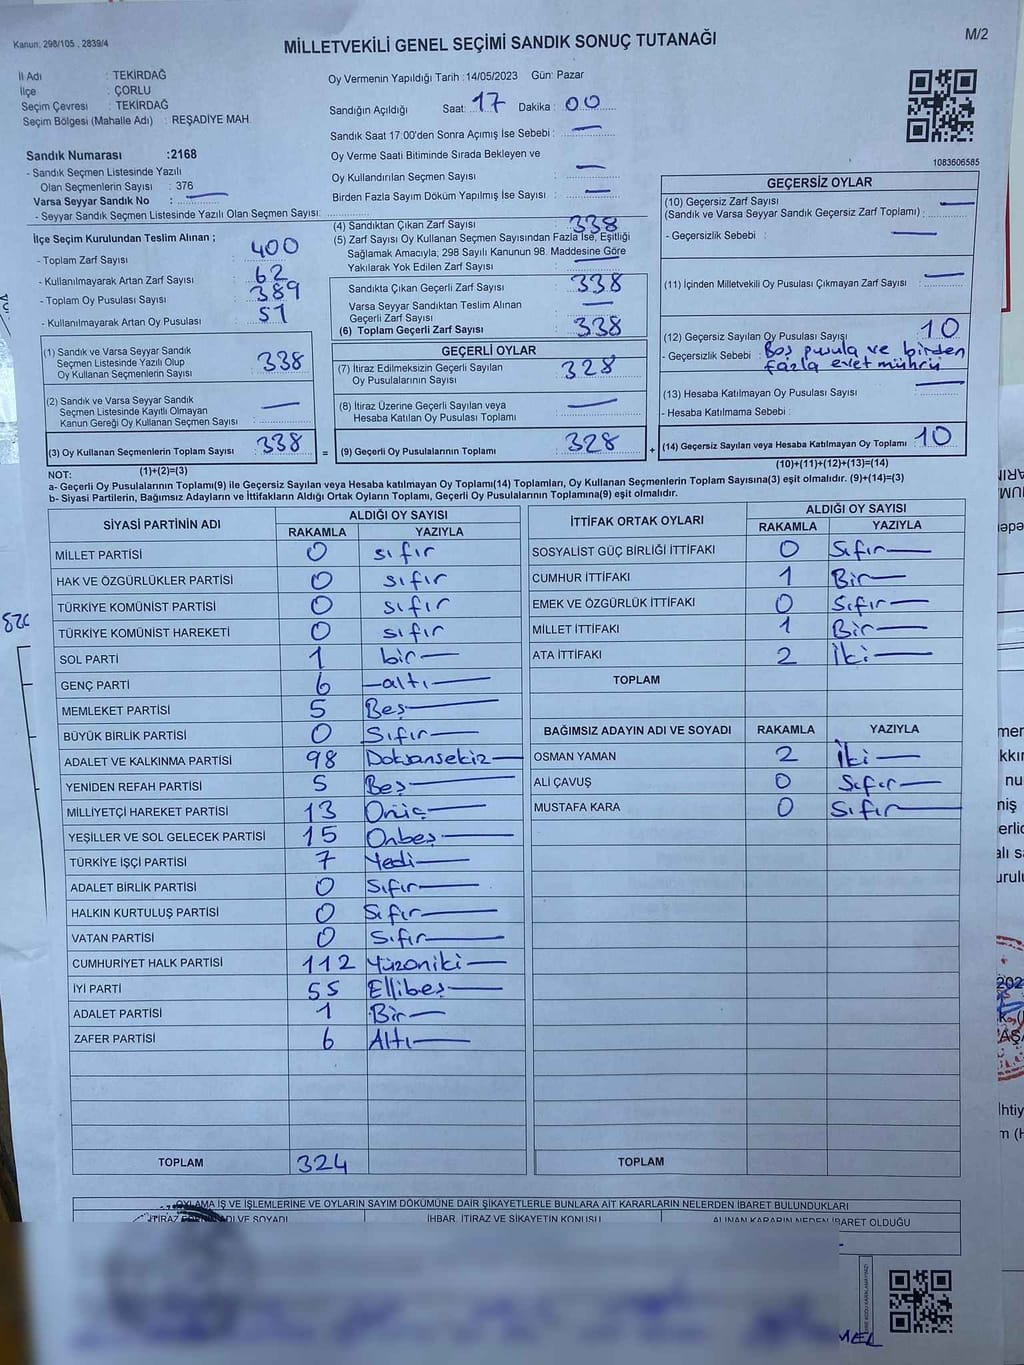 Kanun: 298/105 . 2839/4
MİLLETVEKİLİ GENEL SEÇİMİ SANDIK SONUÇ TUTANAĞI
M/2
İl Adı : TEKİRDAĞ
İlçe : ÇORLU
Seçim Çevresi : TEKİRDAĞ
Seçim Bölgesi (Mahalle Adı) : REŞADİYE MAH.
Sandık Numarası :2168
- Sandık Seçmen Listesinde Yazılı
Olan Seçmenlerin Sayısı : 376
Varsa Seyyar Sandık No :
- Seyyar Sandık Seçmen Listesinde Yazılı Olan Seçmen Sayısı:
Oy Vermenin Yapıldığı Tarih :14/05/2023 Gün: Pazar
Sandığın Açıldığı Saat: 17 Dakika : 00
Sandık Saat 17:00'den Sonra Açımış İse Sebebi :
Oy Verme Saati Bitiminde Sırada Bekleyen ve
Oy Kullandırılan Seçmen Sayısı :
Birden Fazla Sayım Döküm Yapılmış İse Sayısı :
1083606585
İlçe Seçim Kurulundan Teslim Alınan ;
- Toplam Zarf Sayısı : 400
- Kullanılmayarak Artan Zarf Sayısı : 62
- Toplam Oy Pusulası Sayısı : 389
- Kullanılmayarak Artan Oy Pusulası : 51
(4) Sandıktan Çıkan Zarf Sayısı : 338
(5) Zarf Sayısı Oy Kullanan Seçmen Sayısından Fazla İse, Eşitliği
Sağlamak Amacıyla, 298 Sayılı Kanunun 98. Maddesine Göre
Yakılarak Yok Edilen Zarf Sayısı :
Sandıkta Çıkan Geçerli Zarf Sayısı : 338
Varsa Seyyar Sandıktan Teslim Alınan
Geçerli Zarf Sayısı :
(6) Toplam Geçerli Zarf Sayısı : 338
GEÇERSİZ OYLAR
(10) Geçersiz Zarf Sayısı
(Sandık ve Varsa Seyyar Sandık Geçersiz Zarf Toplamı) :
- Geçersizlik Sebebi :
(11) İçinden Milletvekili Oy Pusulası Çıkmayan Zarf Sayısı :
(12) Geçersiz Sayılan Oy Pusulası Sayısı : 10
- Geçersizlik Sebebi : Boş pusula ve birden
fazla evet mührü
(13) Hesaba Katılmayan Oy Pusulası Sayısı :
- Hesaba Katılmama Sebebi :
(14) Geçersiz Sayılan veya Hesaba Katılmayan Oy Toplamı : 10
(10)+(11)+(12)+(13)=(14)
(1) Sandık ve Varsa Seyyar Sandık
Seçmen Listesinde Yazılı Olup
Oy Kullanan Seçmenlerin Sayısı : 338
(2) Sandık ve Varsa Seyyar Sandık
Seçmen Listesinde Kayıtlı Olmayan
Kanun Gereği Oy Kullanan Seçmen Sayısı :
(3) Oy Kullanan Seçmenlerin Toplam Sayısı : 338
(1)+(2)=(3)
GEÇERLİ OYLAR
(7) İtiraz Edilmeksizin Geçerli Sayılan
Oy Pusulalarının Sayısı : 328
(8) İtiraz Üzerine Geçerli Sayılan veya
Hesaba Katılan Oy Pusulası Toplamı :
= (9) Geçerli Oy Pusulalarının Toplamı : 328 +
NOT:
a- Geçerli Oy Pusulalarının Toplamı(9) ile Geçersiz Sayılan veya Hesaba katılmayan Oy Toplamı(14) Toplamları, Oy Kullanan Seçmenlerin Toplam Sayısına(3) eşit olmalıdır. (9)+(14)=(3)
b- Siyasi Partilerin, Bağımsız Adayların ve İttifakların Aldığı Ortak Oyların Toplamı, Geçerli Oy Pusulalarının Toplamına(9) eşit olmalıdır.
SİYASİ PARTİNİN ADI ALDIĞI OY SAYISI
RAKAMLA YAZIYLA
MİLLET PARTİSİ 0 sıfır
HAK VE ÖZGÜRLÜKLER PARTİSİ 0 sıfır
TÜRKİYE KOMÜNİST PARTİSİ 0 sıfır
TÜRKİYE KOMÜNİST HAREKETİ 0 sıfır
SOL PARTİ 1 bir
GENÇ PARTİ 6 altı
MEMLEKET PARTİSİ 5 Beş
BÜYÜK BİRLİK PARTİSİ 0 Sıfır
ADALET VE KALKINMA PARTİSİ 98 Doksansekiz
YENİDEN REFAH PARTİSİ 5 Beş
MİLLİYETÇİ HAREKET PARTİSİ 13 Onüç
YEŞİLLER VE SOL GELECEK PARTİSİ 15 Onbeş
TÜRKİYE İŞÇİ PARTİSİ 7 Yedi
ADALET BİRLİK PARTİSİ 0 Sıfır
HALKIN KURTULUŞ PARTİSİ 0 Sıfır
VATAN PARTİSİ 0 Sıfır
CUMHURİYET HALK PARTİSİ 112 Yüzoniki
İYİ PARTİ 55 Ellibeş
ADALET PARTİSİ 1 Bir
ZAFER PARTİSİ 6 Altı
TOPLAM 324
İTTİFAK ORTAK OYLARI ALDIĞI OY SAYISI
RAKAMLA YAZIYLA
SOSYALİST GÜÇ BİRLİĞİ İTTİFAKI 0 Sıfır
CUMHUR İTTİFAKI 1 Bir
EMEK VE ÖZGÜRLÜK İTTİFAKI 0 Sıfır
MİLLET İTTİFAKI 1 Bir
ATA İTTİFAKI 2 İki
TOPLAM
BAĞIMSIZ ADAYIN ADI VE SOYADI RAKAMLA YAZIYLA
OSMAN YAMAN 2 İki
ALİ ÇAVUŞ 0 Sıfır
MUSTAFA KARA 0 Sıfır
TOPLAM
OYLAMA İŞ VE İŞLEMLERİNE VE OYLARIN SAYIM DÖKÜMÜNE DAİR ŞİKAYETLERLE BUNLARA AİT KARARLARIN NELERDEN İBARET BULUNDUKLARI
İTİRAZ EDENİN ADI VE SOYADI İHBAR, İTİRAZ VE ŞİKAYETİN KONUSU ALINAN KARARIN NEDEN İBARET OLDUĞU